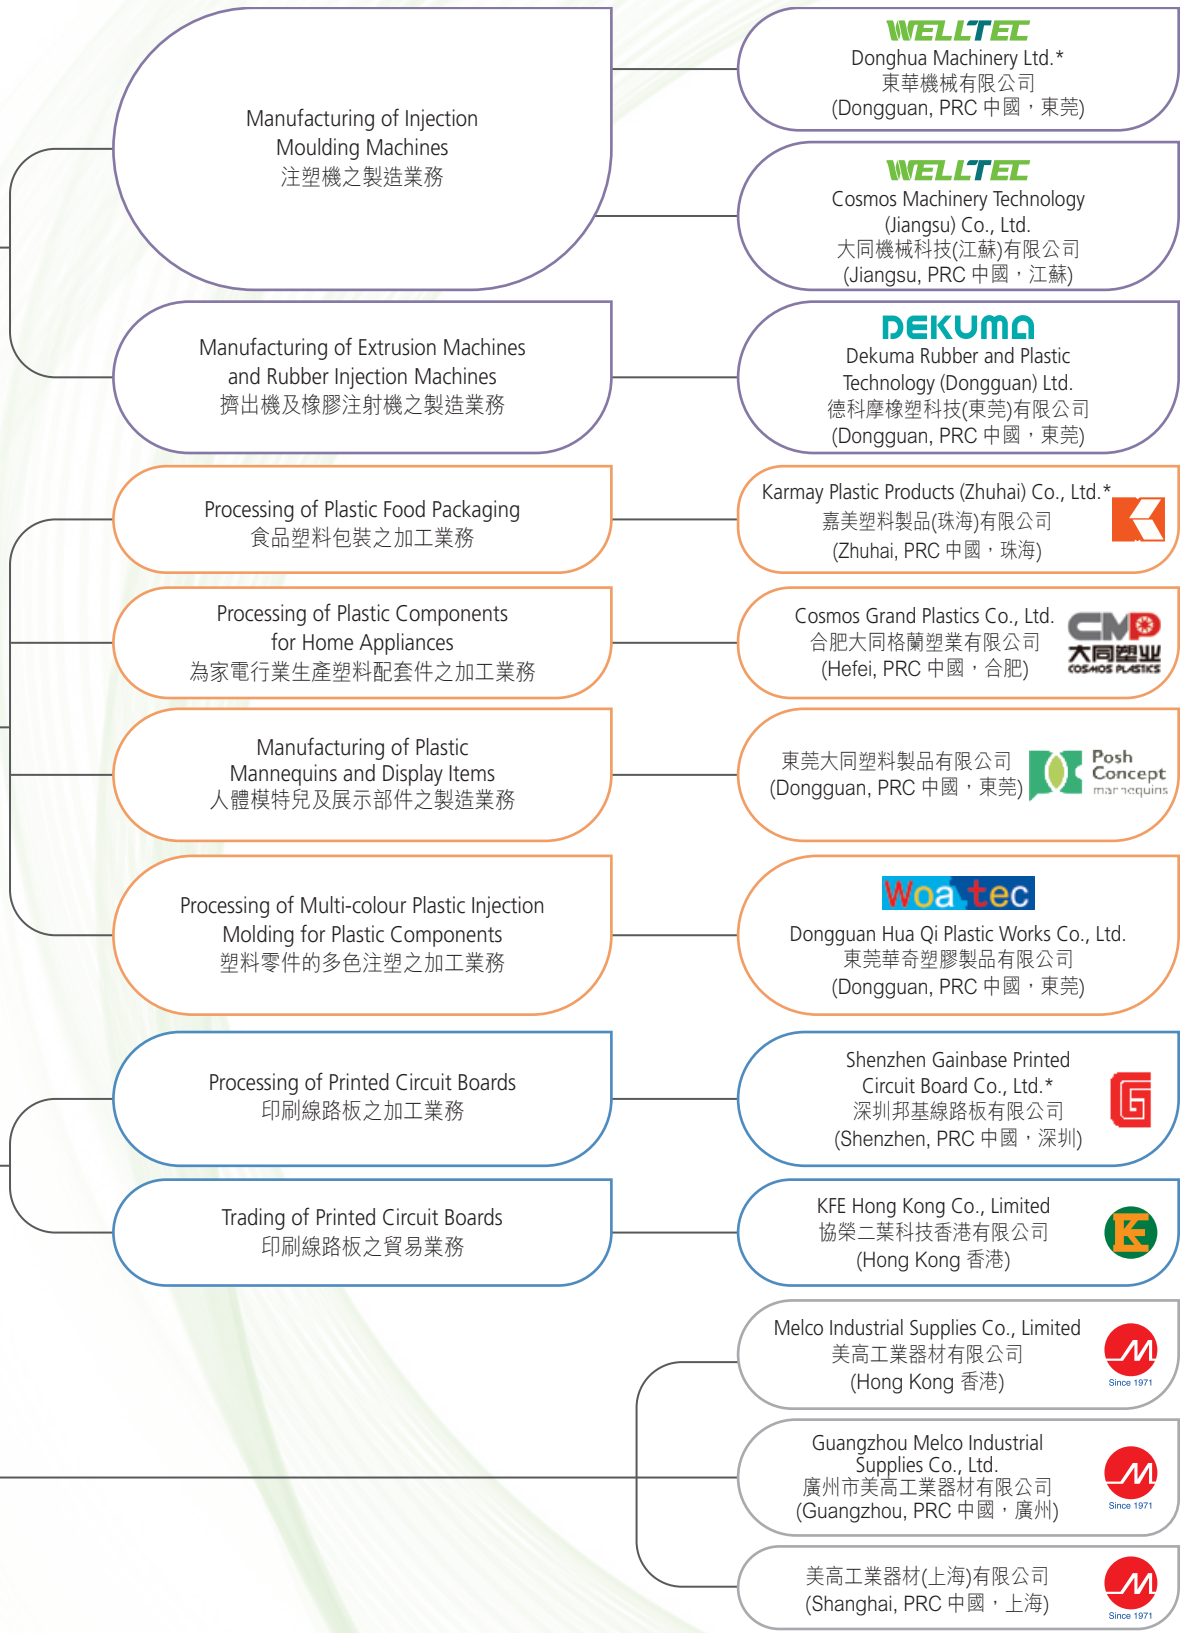 Manufacturing of Injection
Moulding Machines
注塑機之製造業務
WELLTEC
Donghua Machinery Ltd.*
東華機械有限公司
(Dongguan, PRC 中國，東莞)
WELLTEC
Cosmos Machinery Technology
(Jiangsu) Co., Ltd.
大同機械科技(江蘇)有限公司
(Jiangsu, PRC 中國，江蘇)
Manufacturing of Extrusion Machines
and Rubber Injection Machines
擠出機及橡膠注射機之製造業務
DEKUMA
Dekuma Rubber and Plastic
Technology (Dongguan) Ltd.
德科摩橡塑科技(東莞)有限公司
(Dongguan, PRC 中國，東莞)
Processing of Plastic Food Packaging
食品塑料包裝之加工業務
Karmay Plastic Products (Zhuhai) Co., Ltd.*
嘉美塑料製品(珠海)有限公司
(Zhuhai, PRC 中國，珠海)
Processing of Plastic Components
for Home Appliances
為家電行業生產塑料配套件之加工業務
Cosmos Grand Plastics Co., Ltd.
合肥大同格蘭塑業有限公司
(Hefei, PRC 中國，合肥)
CMP
大同塑业
COSMOS PLASTICS
Manufacturing of Plastic
Mannequins and Display Items
人體模特兒及展示部件之製造業務
東莞大同塑料製品有限公司
(Dongguan, PRC 中國，東莞)
Posh
Concept
mannequins
Processing of Multi-colour Plastic Injection
Molding for Plastic Components
塑料零件的多色注塑之加工業務
Woa tec
Dongguan Hua Qi Plastic Works Co., Ltd.
東莞華奇塑膠製品有限公司
(Dongguan, PRC 中國，東莞)
Processing of Printed Circuit Boards
印刷線路板之加工業務
Shenzhen Gainbase Printed
Circuit Board Co., Ltd.*
深圳邦基線路板有限公司
(Shenzhen, PRC 中國，深圳)
Trading of Printed Circuit Boards
印刷線路板之貿易業務
KFE Hong Kong Co., Limited
協榮二葉科技香港有限公司
(Hong Kong 香港)
Melco Industrial Supplies Co., Limited
美高工業器材有限公司
(Hong Kong 香港)
Since 1971
Guangzhou Melco Industrial
Supplies Co., Ltd.
廣州市美高工業器材有限公司
(Guangzhou, PRC 中國，廣州)
Since 1971
美高工業器材(上海)有限公司
(Shanghai, PRC 中國，上海)
Since 1971